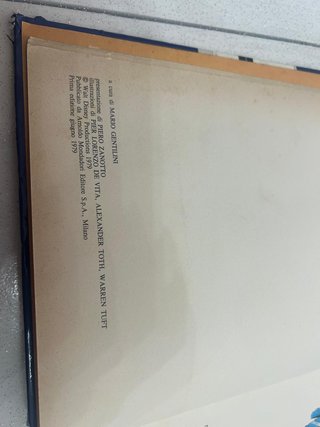 a cura di MARIO GENTILINI
presentazione di PIERO ZANOTTO
illustrazioni di PIER LORENZO DE VITA, ALEXANDER TOTH, WARREN TUFT
© Walt Disney Productions 1979
Pubblicato da Arnoldo Mondadori Editore S.p.A., Milano
Prima edizione giugno 1979